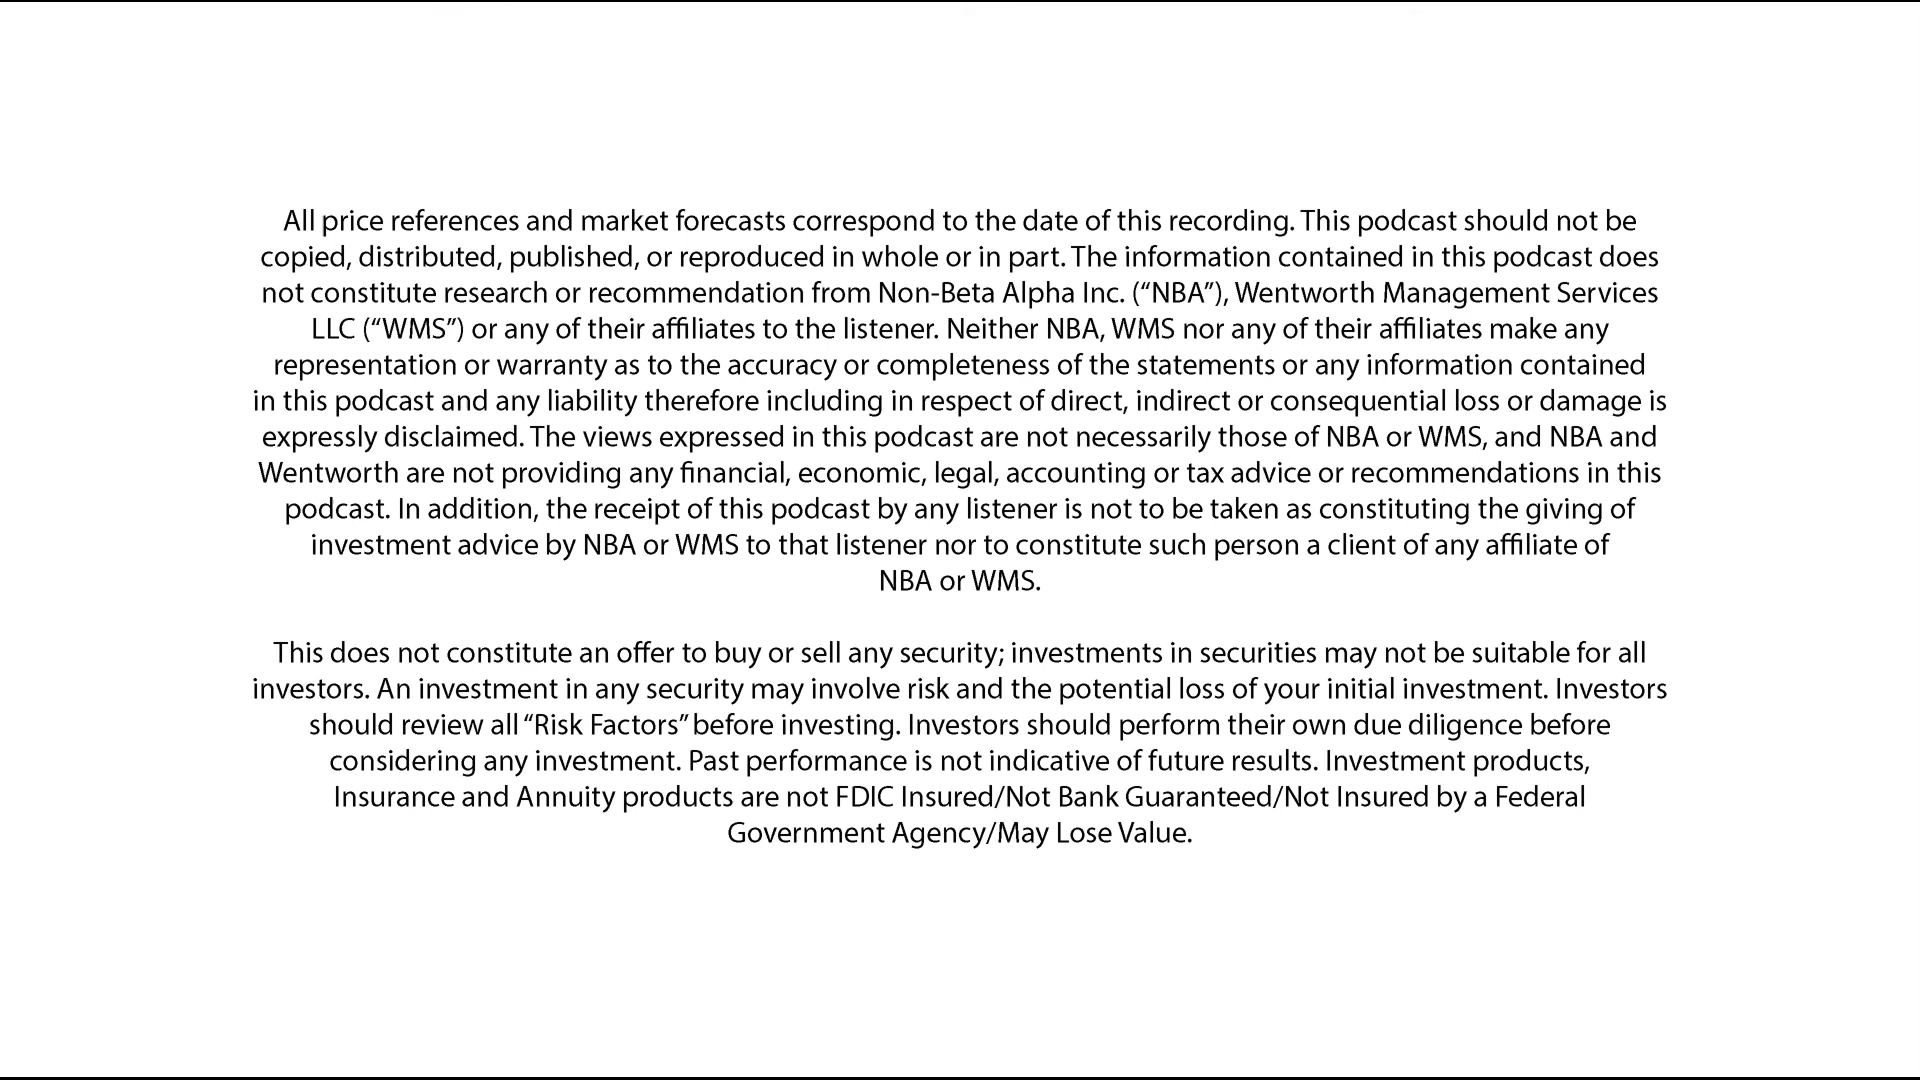 All price references and market forecasts correspond to the date of this recording. This podcast should not be
copied, distributed, published, or reproduced in whole or in part. The information contained in this podcast does
not constitute research or recommendation from Non-Beta Alpha Inc. (“NBA”), Wentworth Management Services
LLC (“WMS”) or any of their affiliates to the listener. Neither NBA, WMS nor any of their affiliates make any
representation or warranty as to the accuracy or completeness of the statements or any information contained
in this podcast and any liability therefore including in respect of direct, indirect or consequential loss or damage is
expressly disclaimed. The views expressed in this podcast are not necessarily those of NBA or WMS, and NBA and
Wentworth are not providing any financial, economic, legal, accounting or tax advice or recommendations in this
podcast. In addition, the receipt of this podcast by any listener is not to be taken as constituting the giving of
investment advice by NBA or WMS to that listener nor to constitute such person a client of any affiliate of
NBA or WMS.
This does not constitute an offer to buy or sell any security; investments in securities may not be suitable for all
investors. An investment in any security may involve risk and the potential loss of your initial investment. Investors
should review all “Risk Factors” before investing. Investors should perform their own due diligence before
considering any investment. Past performance is not indicative of future results. Investment products,
Insurance and Annuity products are not FDIC Insured/Not Bank Guaranteed/Not Insured by a Federal
Government Agency/May Lose Value.